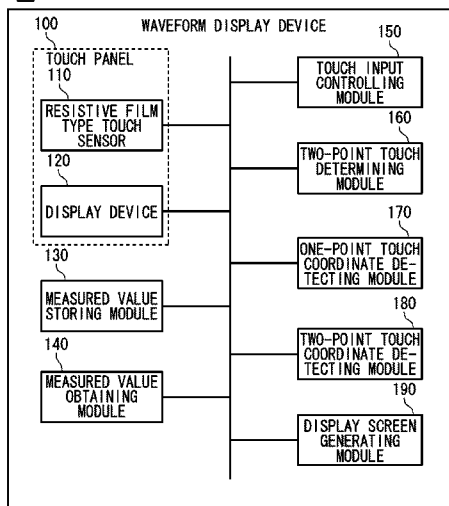 WAVEFORM DISPLAY DEVICE
100
TOUCH PANEL
110
RESISTIVE FILM
TYPE TOUCH
SENSOR
120
DISPLAY DEVICE
130
MEASURED VALUE
STORING MODULE
140
MEASURED VALUE
OBTAINING
MODULE
150
TOUCH INPUT
CONTROLLING
MODULE
160
TWO-POINT TOUCH
DETERMINING
MODULE
170
ONE-POINT TOUCH
COORDINATE DE-
TECTING MODULE
180
TWO-POINT TOUCH
COORDINATE DE-
TECTING MODULE
190
DISPLAY SCREEN
GENERATING
MODULE